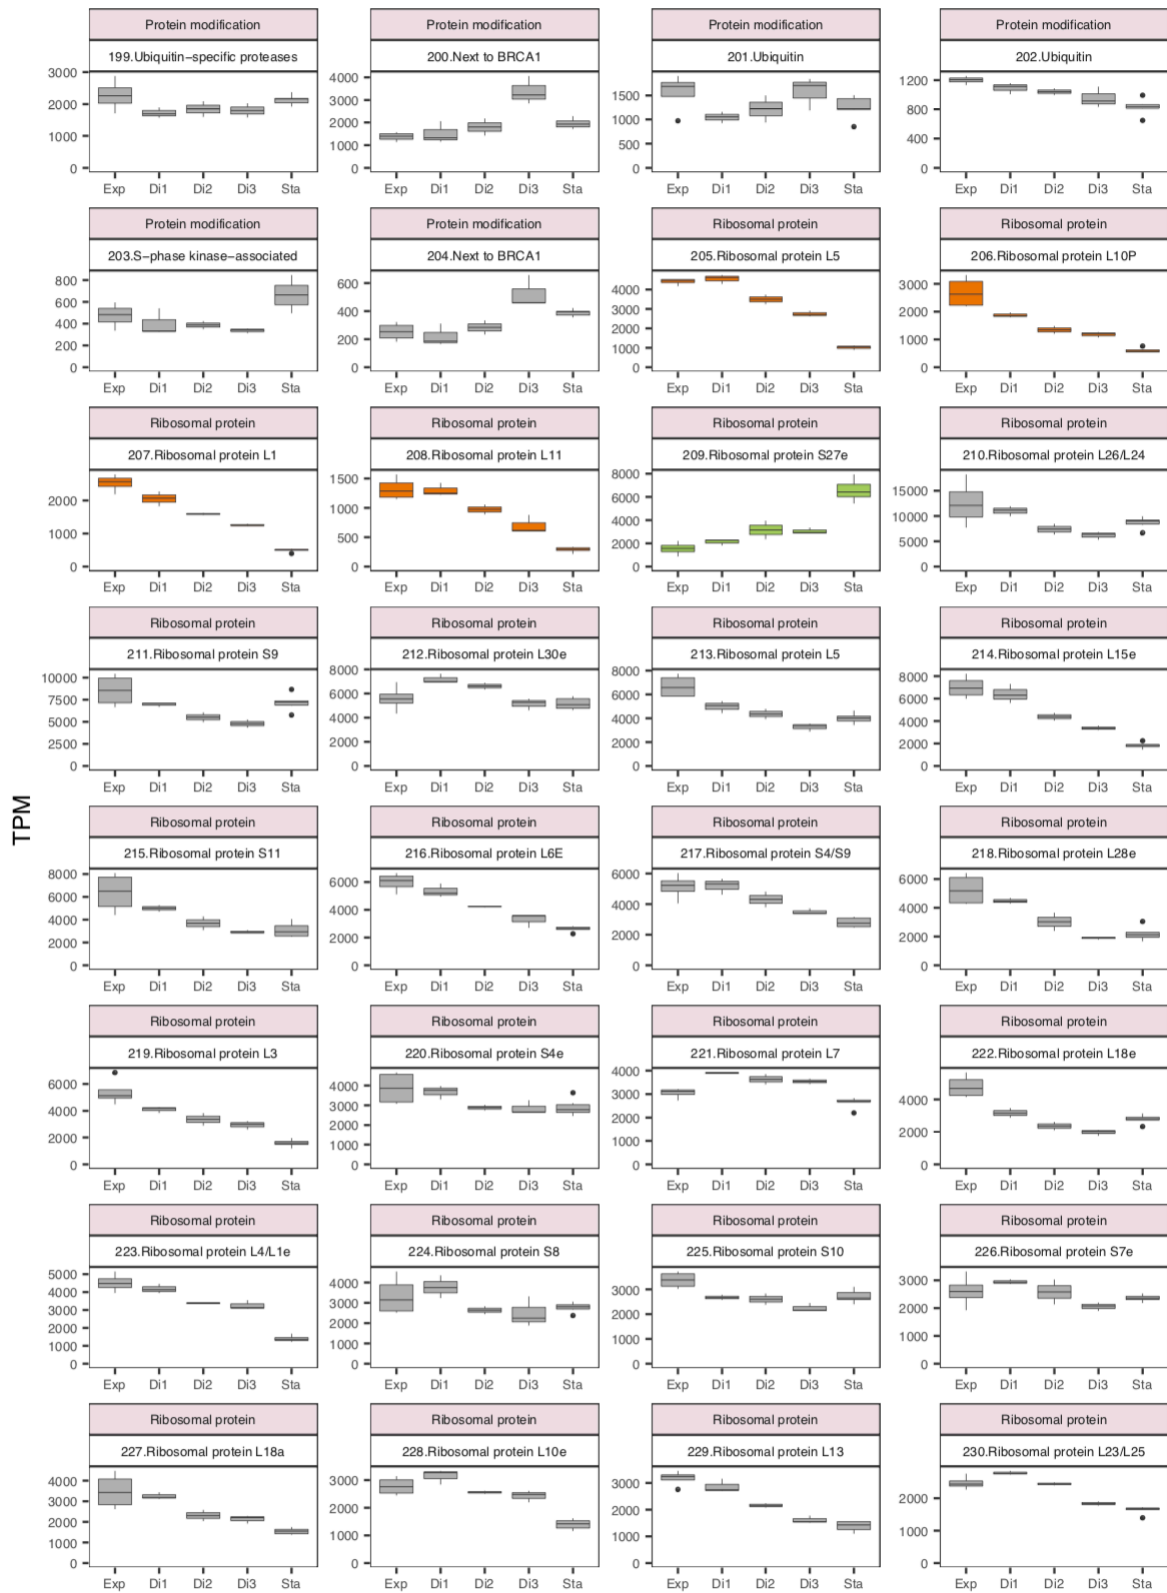 TPM
Protein modification
199.Ubiquitin−specific proteases
3000
2000
1000
0
Exp Di1 Di2 Di3 Sta
Protein modification
200.Next to BRCA1
4000
3000
2000
1000
0
Exp Di1 Di2 Di3 Sta
Protein modification
201.Ubiquitin
1500
1000
500
0
Exp Di1 Di2 Di3 Sta
Protein modification
202.Ubiquitin
1200
800
400
0
Exp Di1 Di2 Di3 Sta
Protein modification
203.S−phase kinase−associated
800
600
400
200
0
Exp Di1 Di2 Di3 Sta
Protein modification
204.Next to BRCA1
600
400
200
0
Exp Di1 Di2 Di3 Sta
Ribosomal protein
205.Ribosomal protein L5
4000
3000
2000
1000
0
Exp Di1 Di2 Di3 Sta
Ribosomal protein
206.Ribosomal protein L10P
3000
2000
1000
0
Exp Di1 Di2 Di3 Sta
Ribosomal protein
207.Ribosomal protein L1
2000
1000
0
Exp Di1 Di2 Di3 Sta
Ribosomal protein
208.Ribosomal protein L11
1500
1000
500
0
Exp Di1 Di2 Di3 Sta
Ribosomal protein
209.Ribosomal protein S27e
8000
6000
4000
2000
0
Exp Di1 Di2 Di3 Sta
Ribosomal protein
210.Ribosomal protein L26/L24
15000
10000
5000
0
Exp Di1 Di2 Di3 Sta
Ribosomal protein
211.Ribosomal protein S9
10000
7500
5000
2500
0
Exp Di1 Di2 Di3 Sta
Ribosomal protein
212.Ribosomal protein L30e
8000
6000
4000
2000
0
Exp Di1 Di2 Di3 Sta
Ribosomal protein
213.Ribosomal protein L5
8000
6000
4000
2000
0
Exp Di1 Di2 Di3 Sta
Ribosomal protein
214.Ribosomal protein L15e
8000
6000
4000
2000
0
Exp Di1 Di2 Di3 Sta
Ribosomal protein
215.Ribosomal protein S11
8000
6000
4000
2000
0
Exp Di1 Di2 Di3 Sta
Ribosomal protein
216.Ribosomal protein L6E
6000
4000
2000
0
Exp Di1 Di2 Di3 Sta
Ribosomal protein
217.Ribosomal protein S4/S9
6000
4000
2000
0
Exp Di1 Di2 Di3 Sta
Ribosomal protein
218.Ribosomal protein L28e
6000
4000
2000
0
Exp Di1 Di2 Di3 Sta
Ribosomal protein
219.Ribosomal protein L3
6000
4000
2000
0
Exp Di1 Di2 Di3 Sta
Ribosomal protein
220.Ribosomal protein S4e
4000
3000
2000
1000
0
Exp Di1 Di2 Di3 Sta
Ribosomal protein
221.Ribosomal protein L7
4000
3000
2000
1000
0
Exp Di1 Di2 Di3 Sta
Ribosomal protein
222.Ribosomal protein L18e
4000
2000
0
Exp Di1 Di2 Di3 Sta
Ribosomal protein
223.Ribosomal protein L4/L1e
5000
4000
3000
2000
1000
0
Exp Di1 Di2 Di3 Sta
Ribosomal protein
224.Ribosomal protein S8
4000
3000
2000
1000
0
Exp Di1 Di2 Di3 Sta
Ribosomal protein
225.Ribosomal protein S10
3000
2000
1000
0
Exp Di1 Di2 Di3 Sta
Ribosomal protein
226.Ribosomal protein S7e
3000
2000
1000
0
Exp Di1 Di2 Di3 Sta
Ribosomal protein
227.Ribosomal protein L18a
4000
3000
2000
1000
0
Exp Di1 Di2 Di3 Sta
Ribosomal protein
228.Ribosomal protein L10e
3000
2000
1000
0
Exp Di1 Di2 Di3 Sta
Ribosomal protein
229.Ribosomal protein L13
3000
2000
1000
0
Exp Di1 Di2 Di3 Sta
Ribosomal protein
230.Ribosomal protein L23/L25
2000
1000
0
Exp Di1 Di2 Di3 Sta